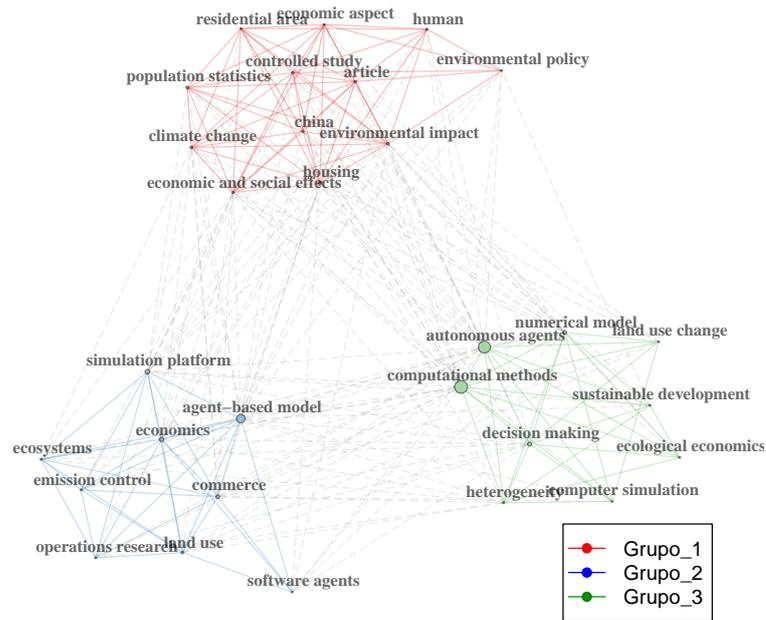 economic aspect
residential area
human
environmental policy
controlled study
article
population statistics
china
climate change
environmental impact
housing
economic and social effects
numerical model
land use change
autonomous agents
simulation platform
computational methods
sustainable development
agent-based model
economics
decision making
ecosystems
ecological economics
emission control
commerce
heterogeneity
computer simulation
operations research
land use
software agents
Grupo_1
Grupo_2
Grupo_3